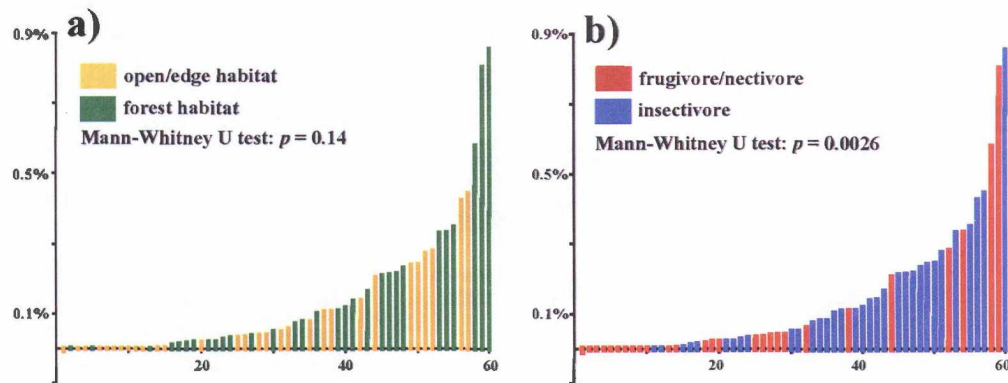 a)
0.9%
open/edge habitat
forest habitat
Mann-Whitney U test: p = 0.14
0.5%
0.1%
20
40
60
b)
0.9%
frugivore/nectivore
insectivore
Mann-Whitney U test: p = 0.0026
0.5%
0.1%
20
40
60